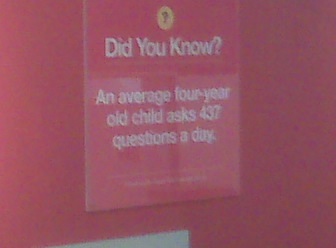 ?
Did You Know?
An average four-year
old child asks 437
questions a day.